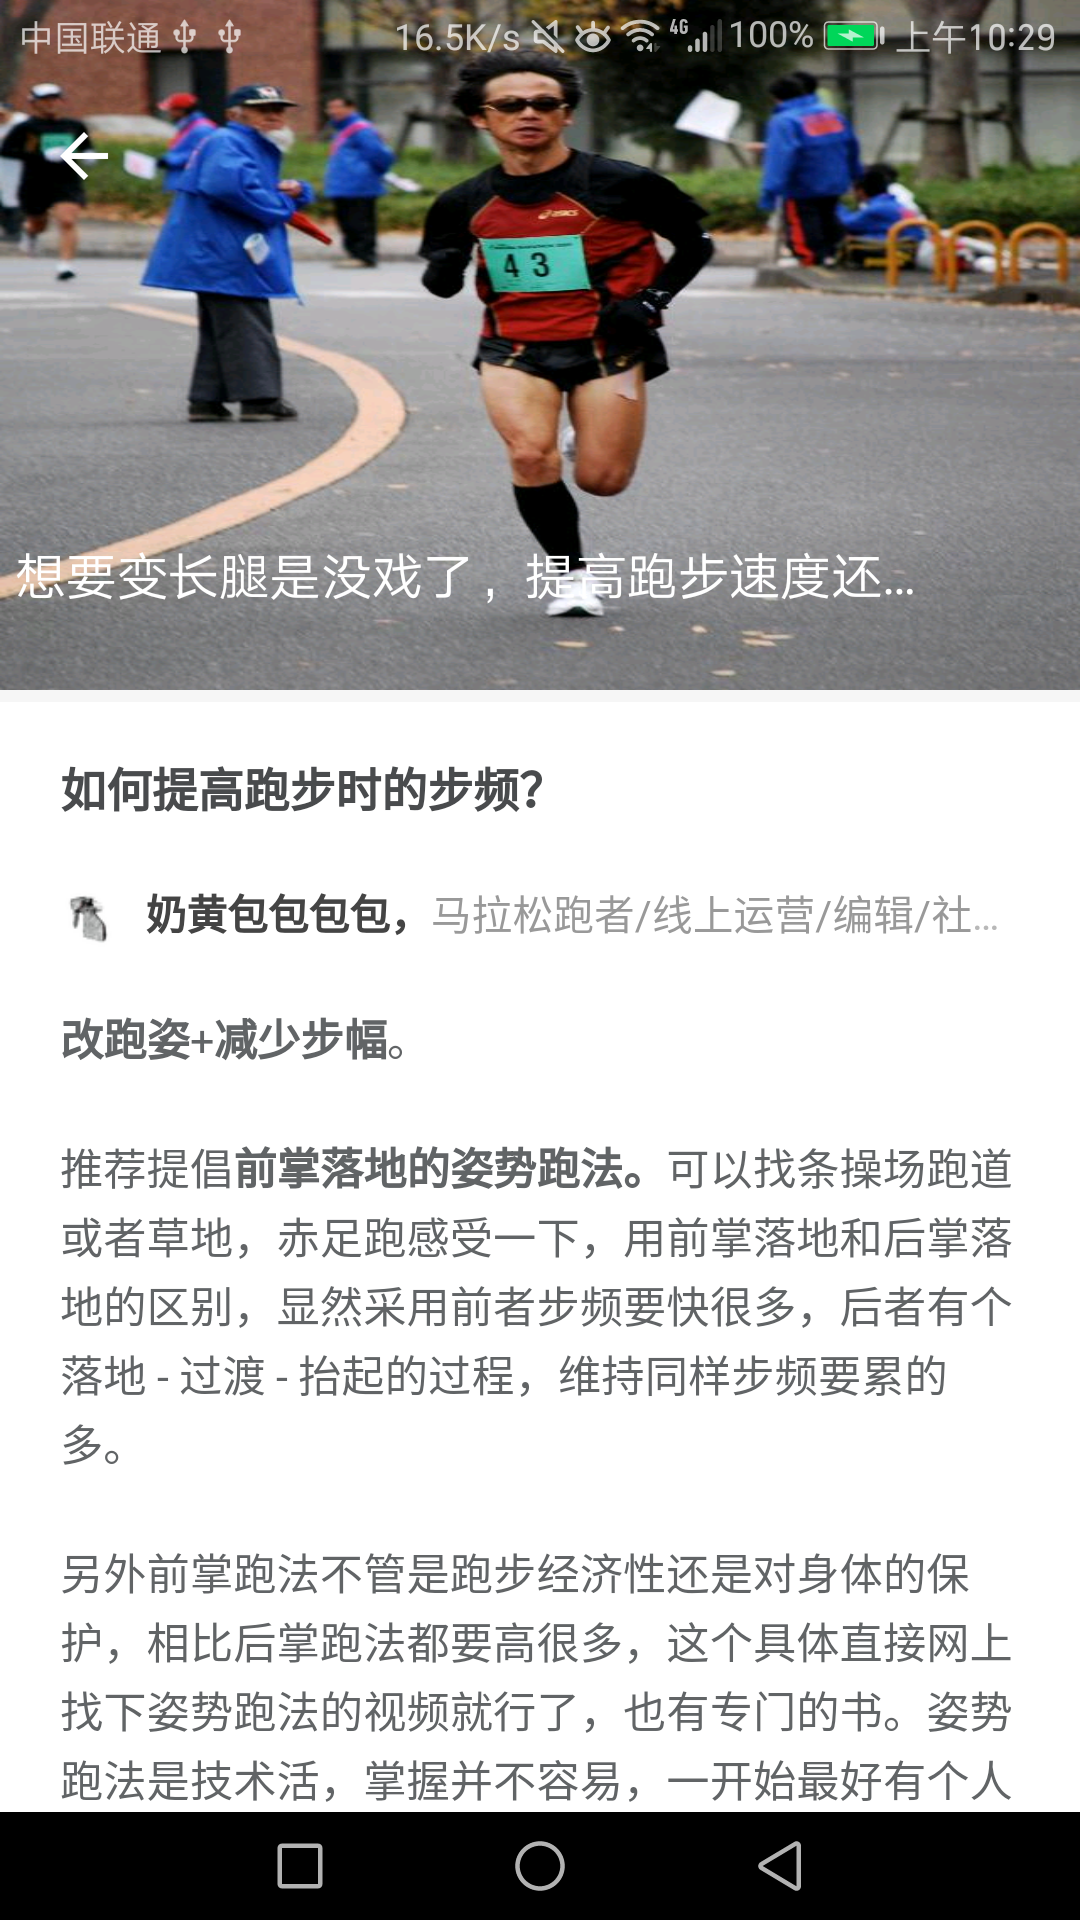 中国联通 16.5K/s 4G 100% 上午10:29
asics
43
想要变长腿是没戏了，提高跑步速度还...
如何提高跑步时的步频？
奶黄包包包包，马拉松跑者/线上运营/编辑/社...
改跑姿+减少步幅。
推荐提倡前掌落地的姿势跑法。可以找条操场跑道
或者草地，赤足跑感受一下，用前掌落地和后掌落
地的区别，显然采用前者步频要快很多，后者有个
落地 - 过渡 - 抬起的过程，维持同样步频要累的
多。
另外前掌跑法不管是跑步经济性还是对身体的保
护，相比后掌跑法都要高很多，这个具体直接网上
找下姿势跑法的视频就行了，也有专门的书。姿势
跑法是技术活，掌握并不容易，一开始最好有个人